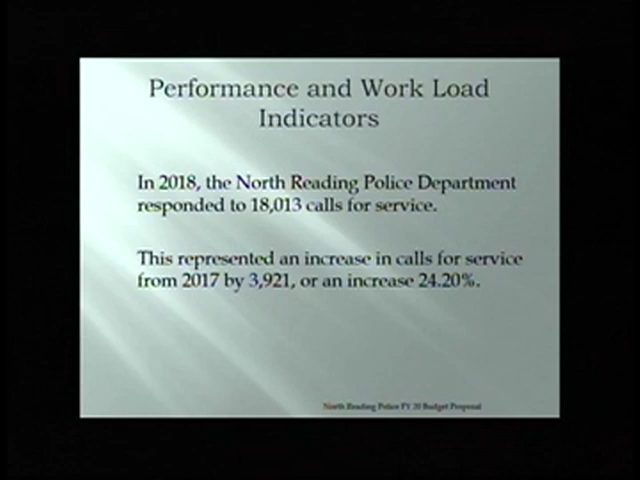 Performance and Work Load
Indicators
In 2018, the North Reading Police Department
responded to 18,013 calls for service.
This represented an increase in calls for service
from 2017 by 3,921, or an increase 24.20%.
North Reading Police FY 20 Budget Proposal